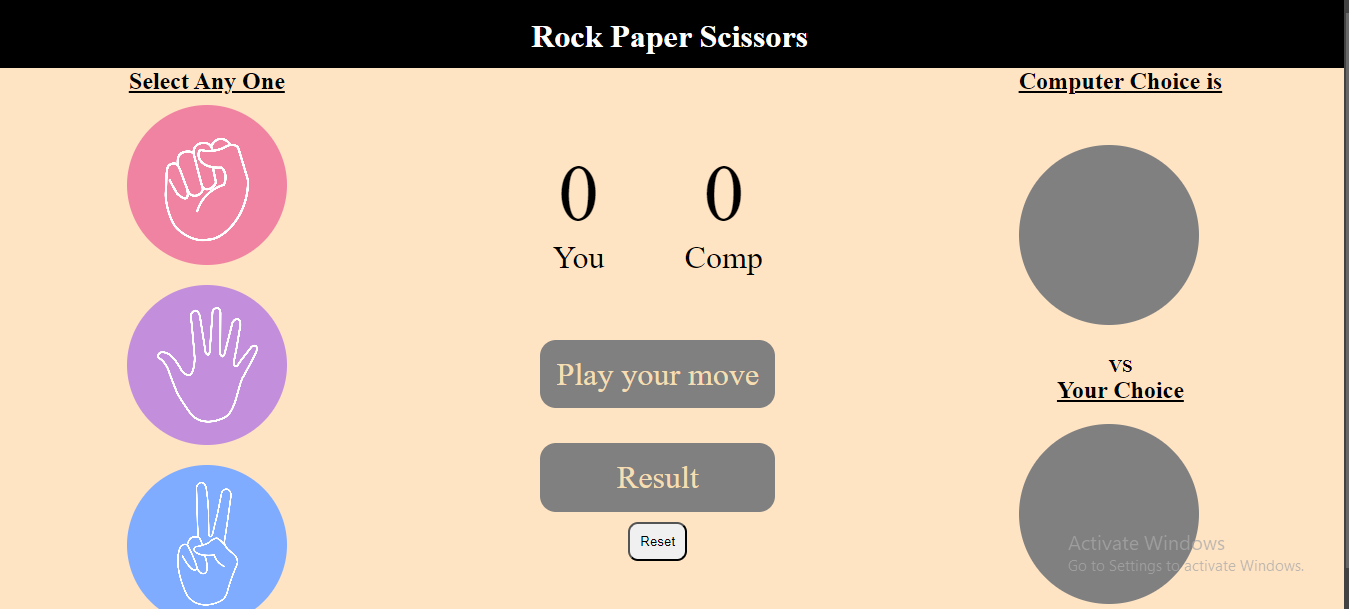 Rock Paper Scissors
Select Any One
0 0
You Comp
Play your move
Result
Reset
Computer Choice is
vs
Your Choice
Activate Windows
Go to Settings to activate Windows.